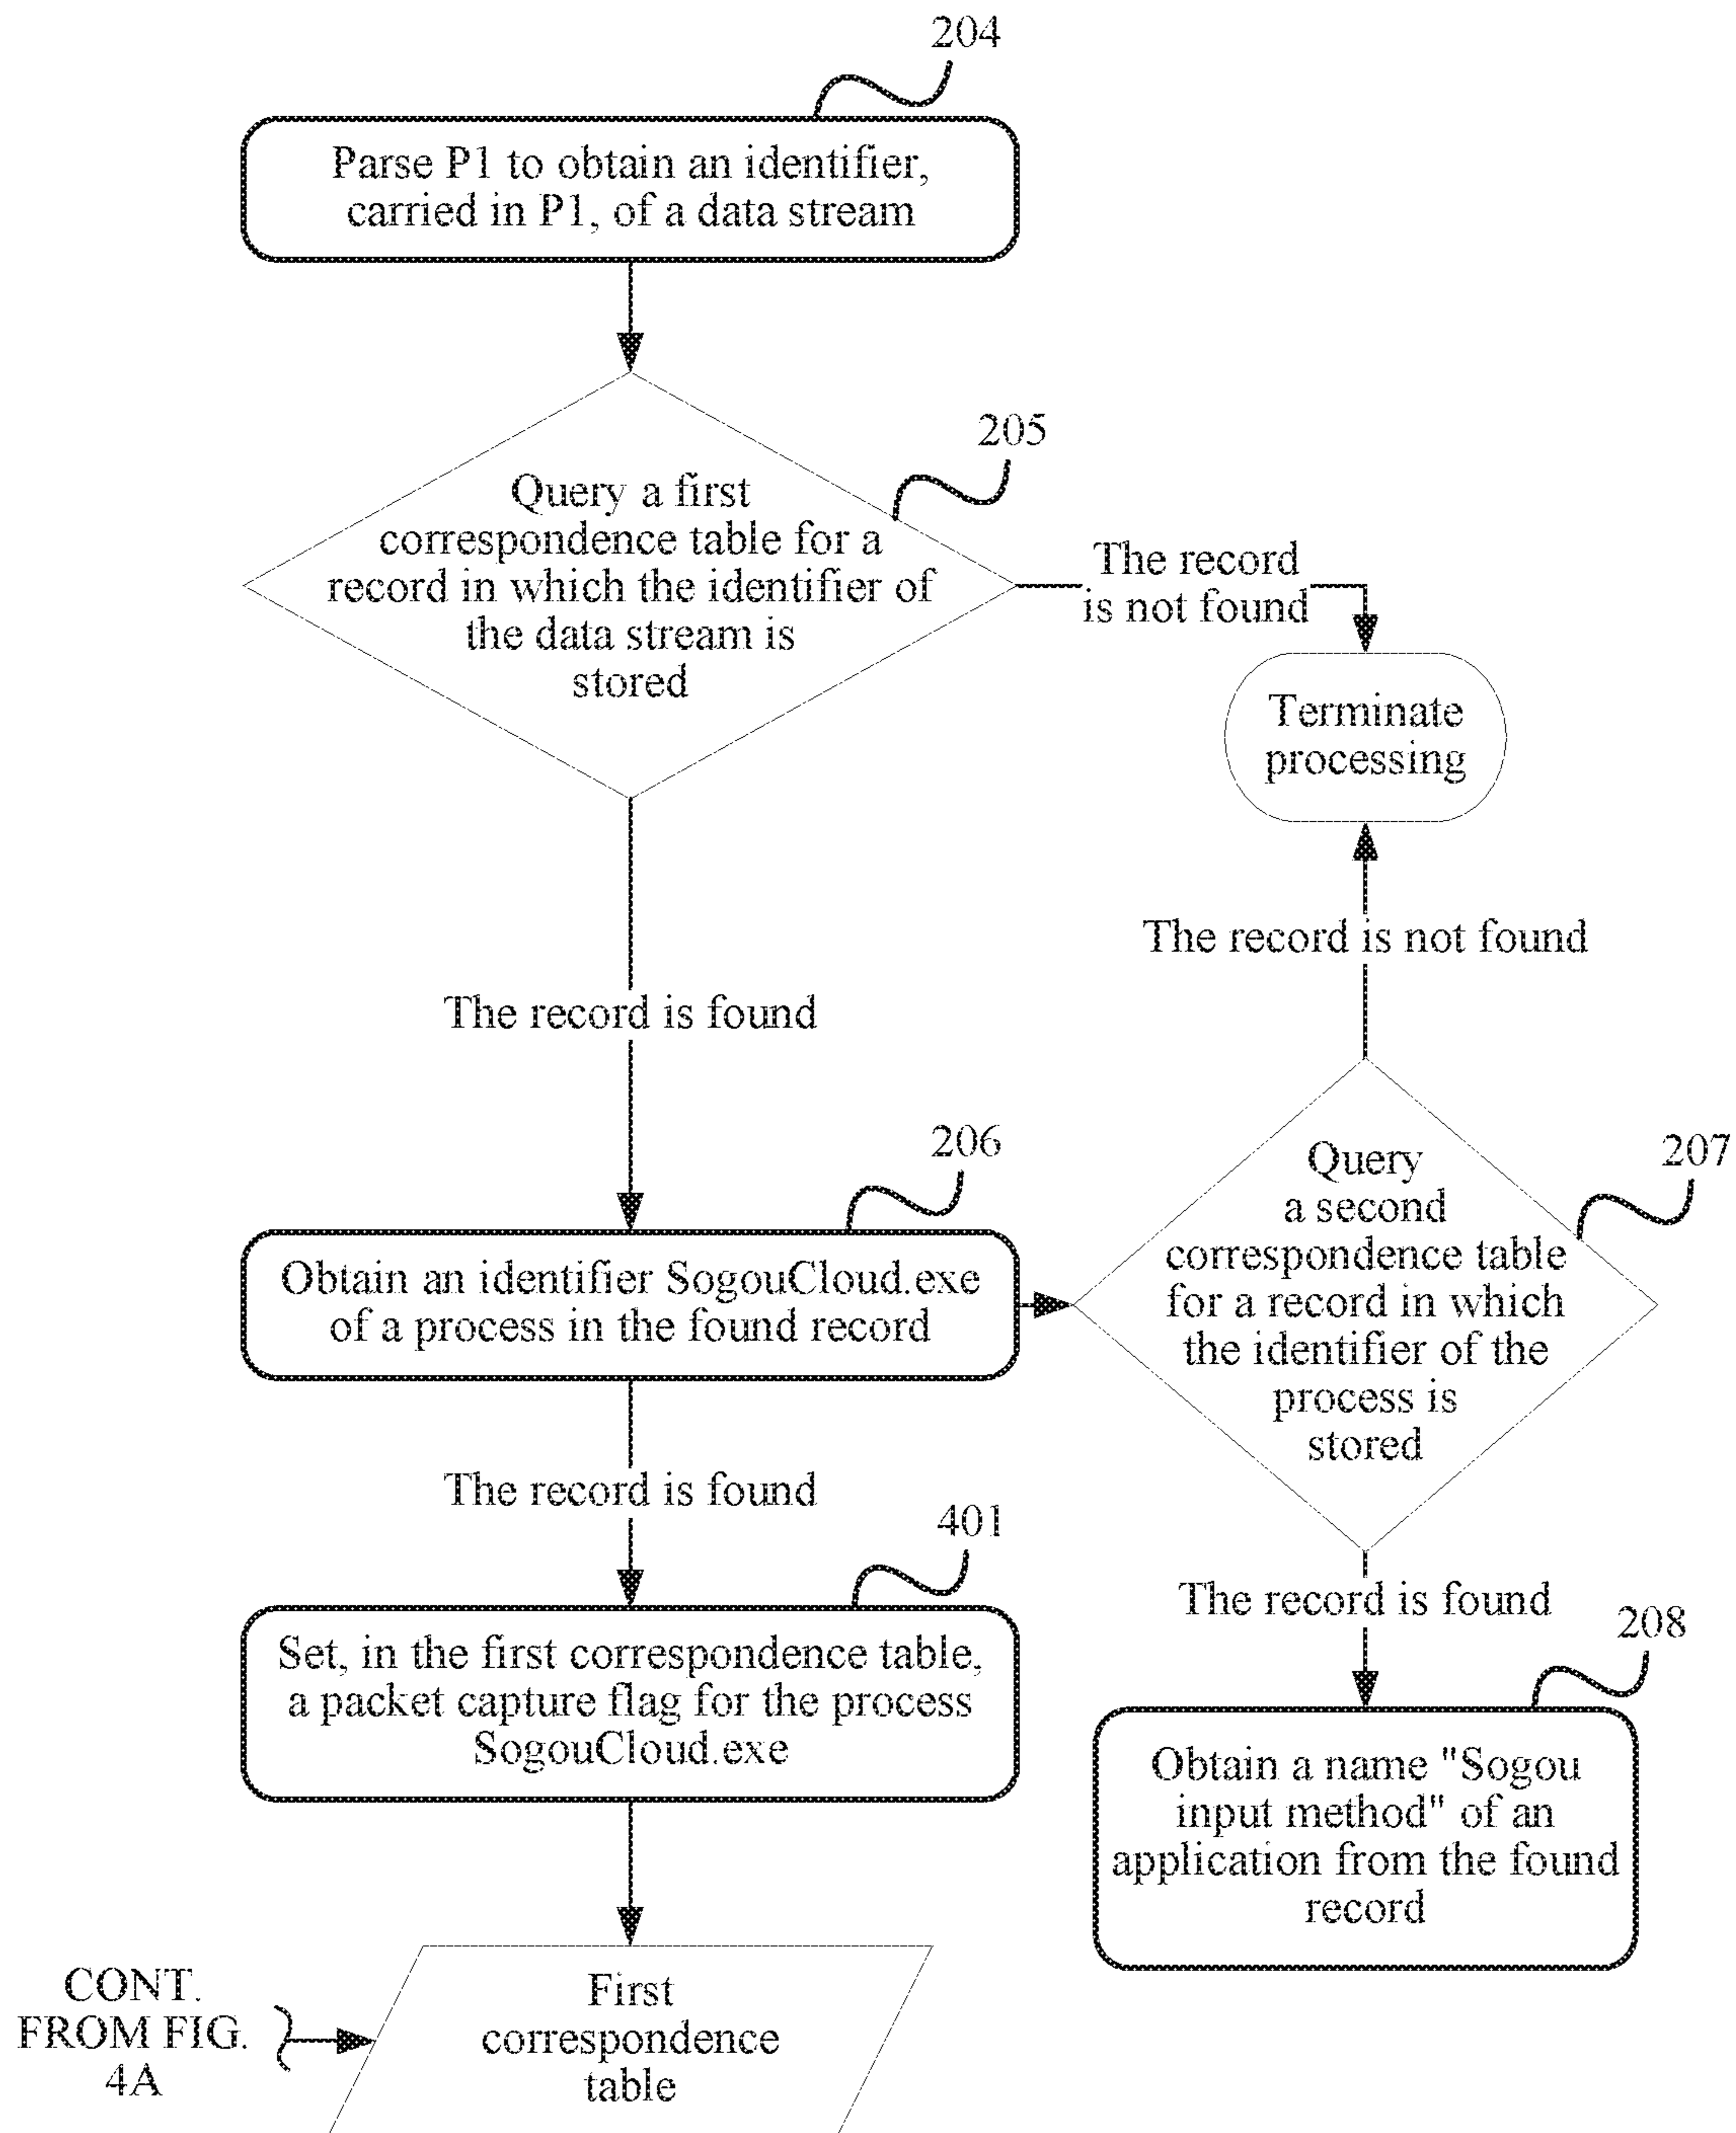 204
Parse P1 to obtain an identifier,
carried in P1, of a data stream
205
Query a first
correspondence table for a
record in which the identifier of
the data stream is
stored
The record
is not found
Terminate
processing
The record is not found
The record is found
206
Obtain an identifier SogouCloud.exe
of a process in the found record
207
Query
a second
correspondence table
for a record in which
the identifier of the
process is
stored
The record is found
401
Set, in the first correspondence table,
a packet capture flag for the process
SogouCloud.exe
The record is found
208
Obtain a name "Sogou
input method" of an
application from the found
record
CONT.
FROM FIG.
4A
First
correspondence
table